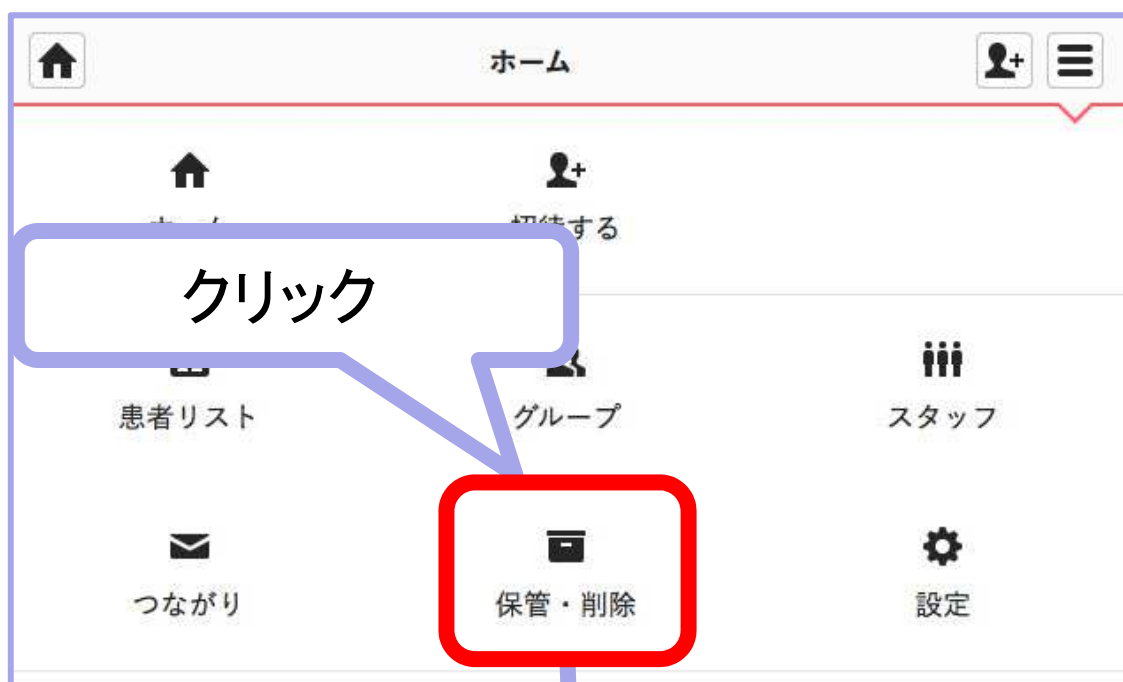 ホーム
招待する
クリック
患者リスト
グループ
スタッフ
つながり
保管・削除
設定